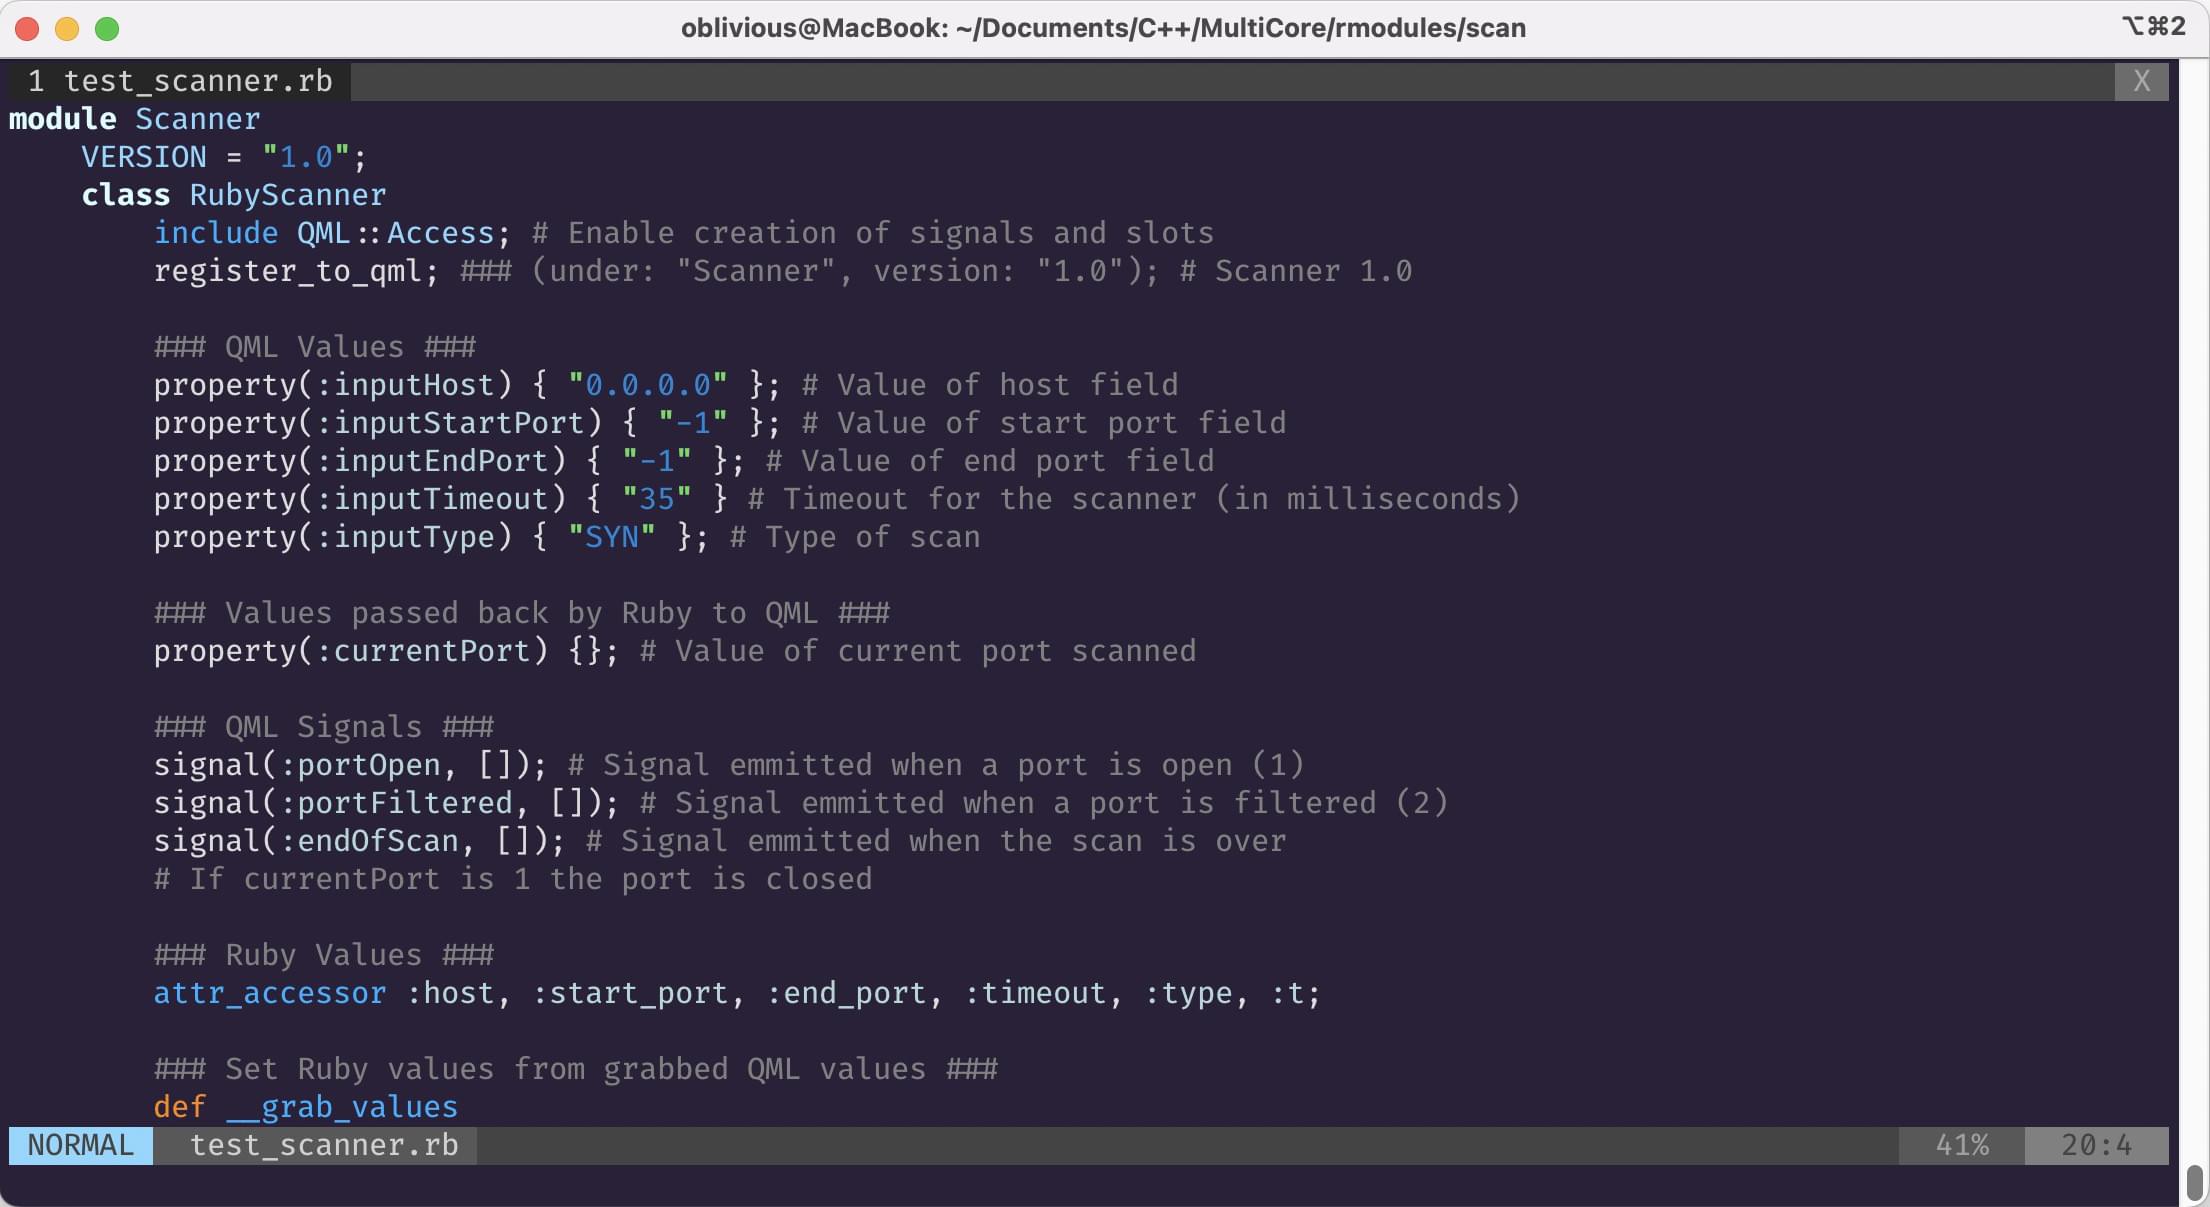 oblivious@MacBook: ~/Documents/C++/MultiCore/rmodules/scan ⌥⌘2
1 test_scanner.rb X
module Scanner
    VERSION = "1.0";
    class RubyScanner
        include QML::Access; # Enable creation of signals and slots
        register_to_qml; ### (under: "Scanner", version: "1.0"); # Scanner 1.0

        ### QML Values ###
        property(:inputHost) { "0.0.0.0" }; # Value of host field
        property(:inputStartPort) { "-1" }; # Value of start port field
        property(:inputEndPort) { "-1" }; # Value of end port field
        property(:inputTimeout) { "35" } # Timeout for the scanner (in milliseconds)
        property(:inputType) { "SYN" }; # Type of scan

        ### Values passed back by Ruby to QML ###
        property(:currentPort) {}; # Value of current port scanned

        ### QML Signals ###
        signal(:portOpen, []); # Signal emmitted when a port is open (1)
        signal(:portFiltered, []); # Signal emmitted when a port is filtered (2)
        signal(:endOfScan, []); # Signal emmitted when the scan is over
        # If currentPort is 1 the port is closed

        ### Ruby Values ###
        attr_accessor :host, :start_port, :end_port, :timeout, :type, :t;

        ### Set Ruby values from grabbed QML values ###
        def __grab_values
NORMAL test_scanner.rb 41% 20:4